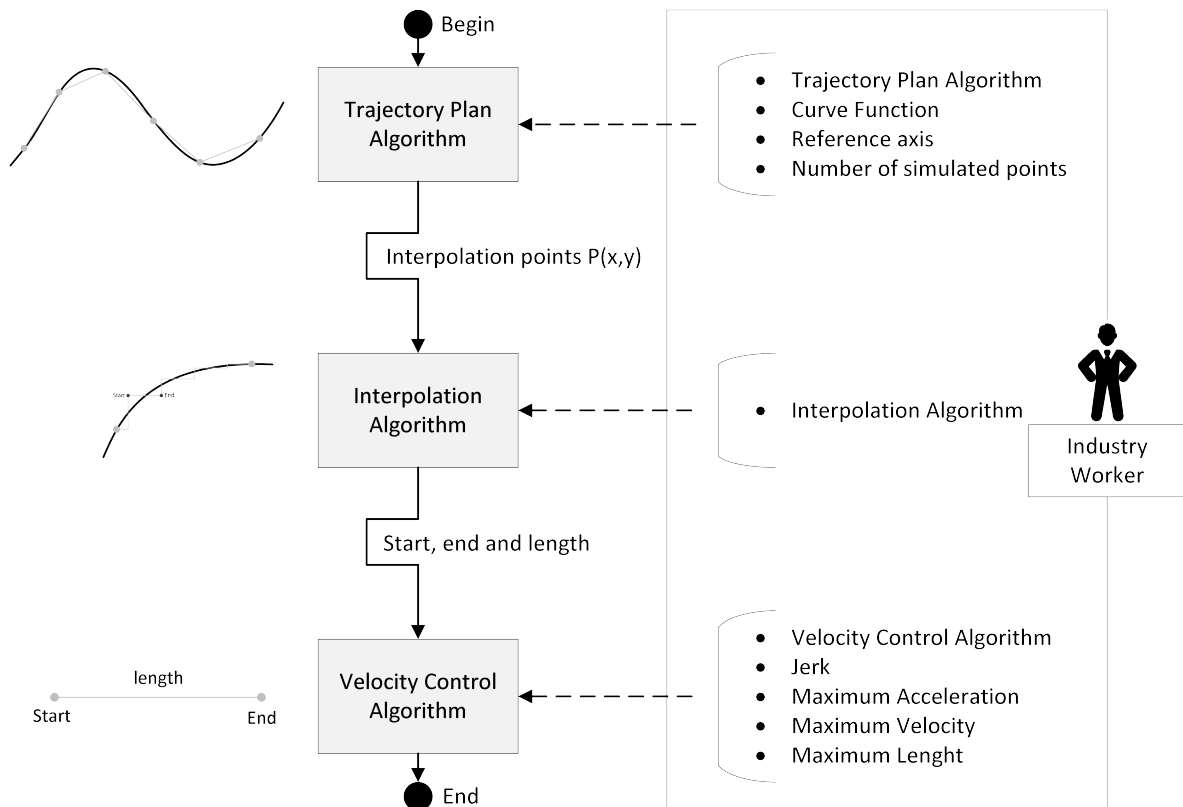 Begin
Trajectory Plan
Algorithm
• Trajectory Plan Algorithm
• Curve Function
• Reference axis
• Number of simulated points
Interpolation points P(x,y)
Interpolation
Algorithm
Start
End
• Interpolation Algorithm
Industry
Worker
Start, end and length
Velocity Control
Algorithm
length
Start
End
• Velocity Control Algorithm
• Jerk
• Maximum Acceleration
• Maximum Velocity
• Maximum Lenght
End